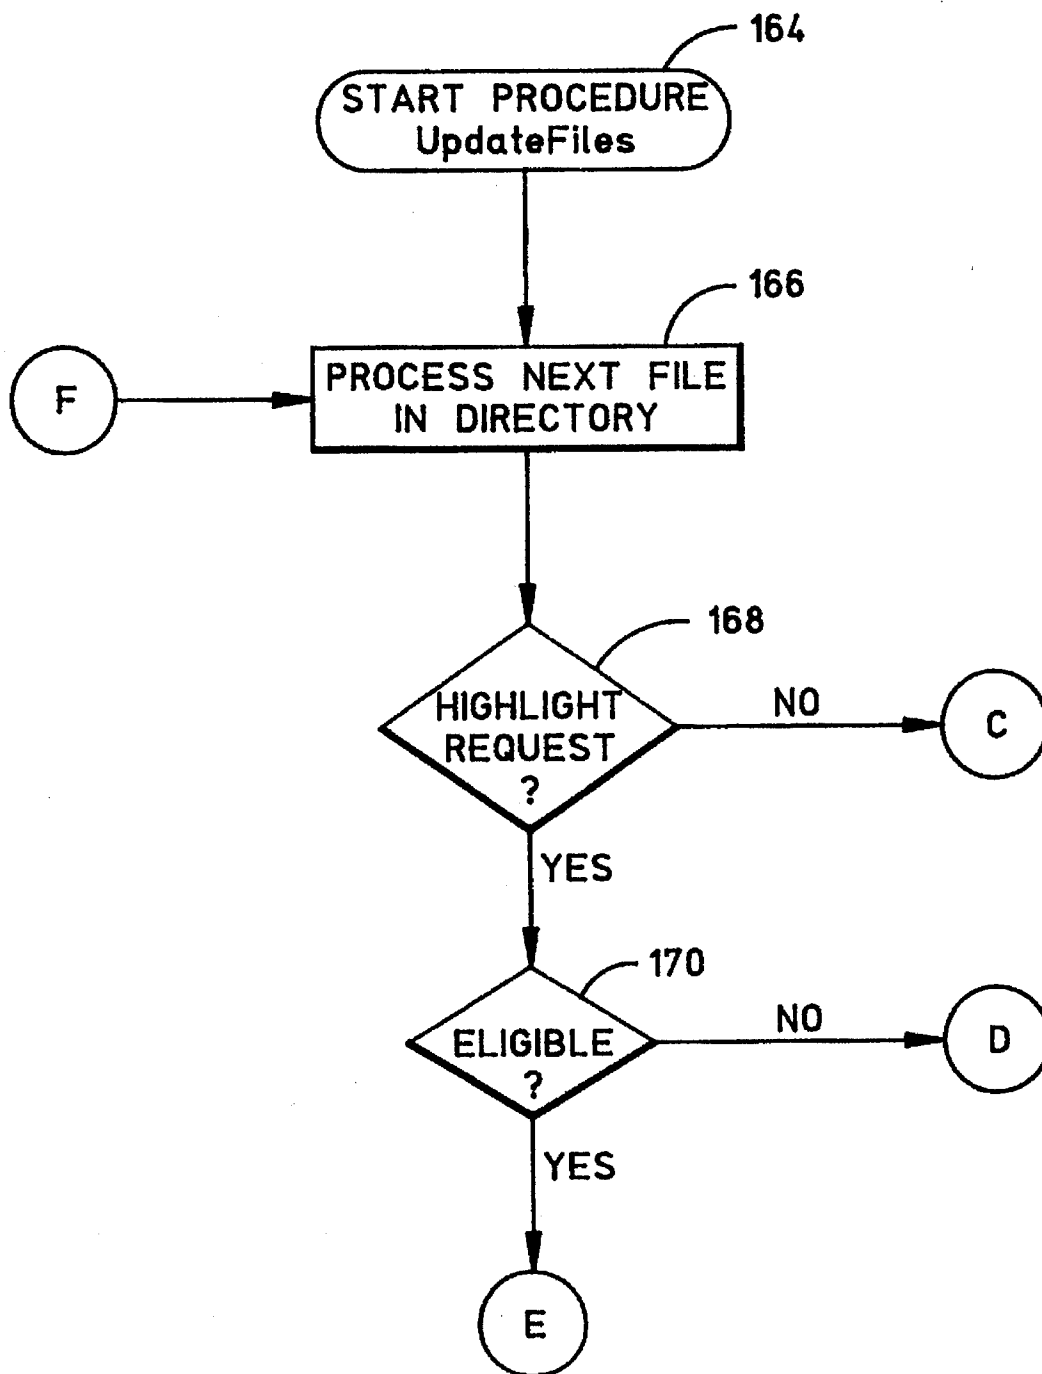 164
START PROCEDURE
UpdateFiles
166
F
PROCESS NEXT FILE
IN DIRECTORY
168
HIGHLIGHT
REQUEST
?
NO
C
YES
170
ELIGIBLE
?
NO
D
YES
E